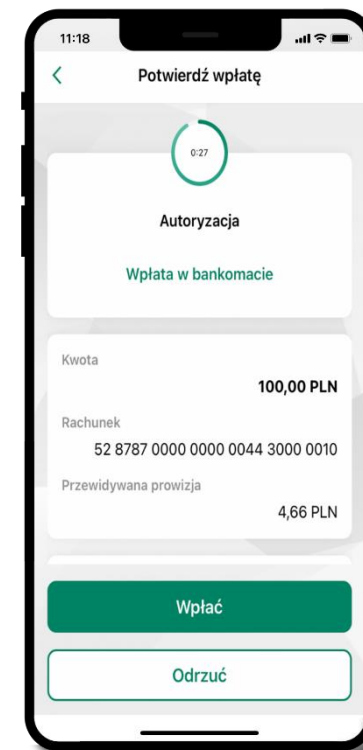 11:18
Potwierdź wpłatę
0:27
Autoryzacja
Wpłata w bankomacie
Kwota
100,00 PLN
Rachunek
52 8787 0000 0000 0044 3000 0010
Przewidywana prowizja
4,66 PLN
Wpłać
Odrzuć